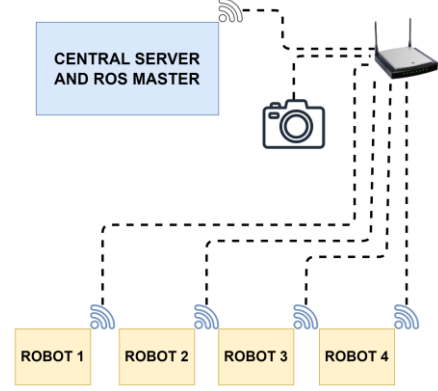 CENTRAL SERVER
AND ROS MASTER
ROBOT 1
ROBOT 2
ROBOT 3
ROBOT 4